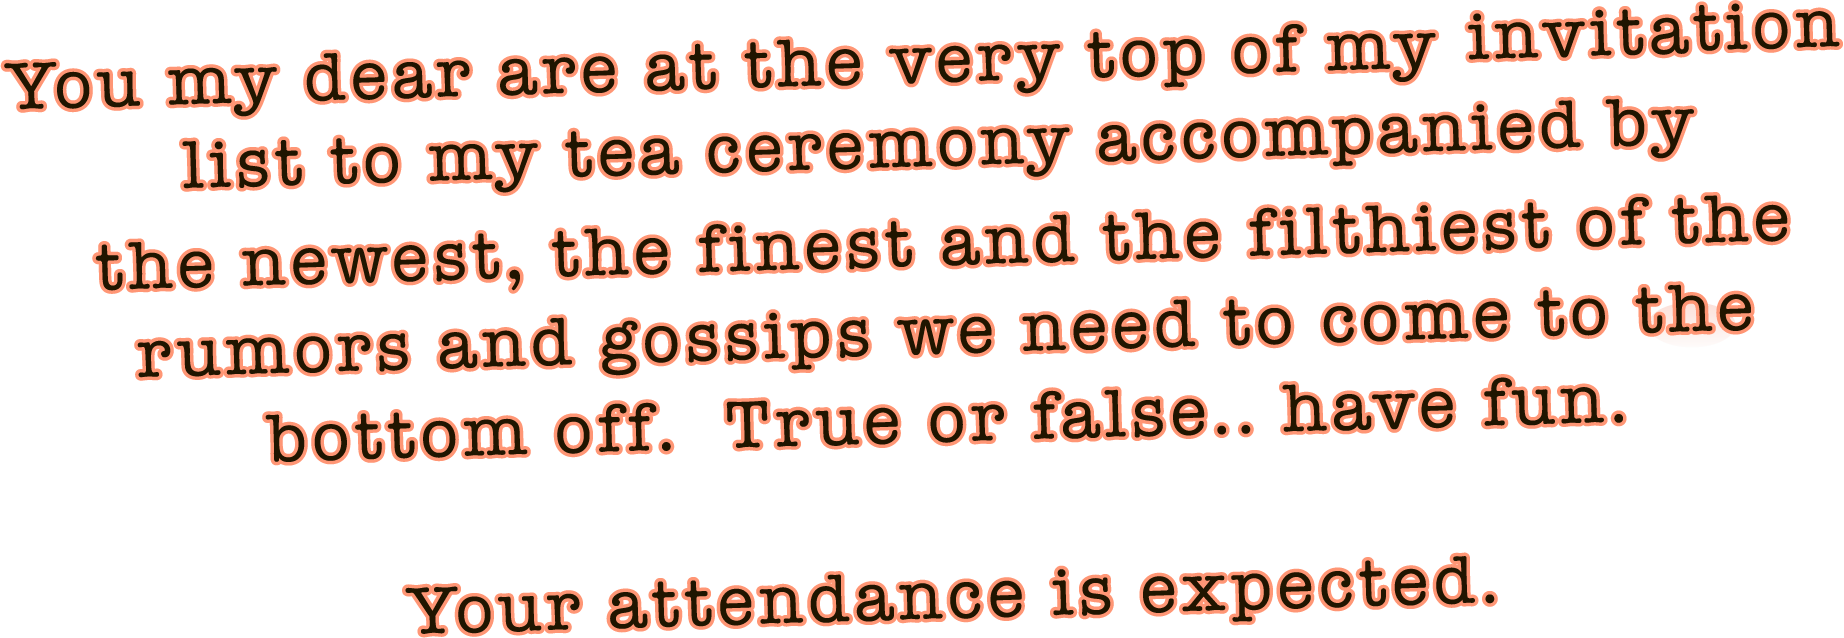 You my dear are at the very top of my invitation
list to my tea ceremony accompanied by
the newest, the finest and the filthiest of the
rumors and gossips we need to come to the
bottom off.  True or false.. have fun.
Your attendance is expected.